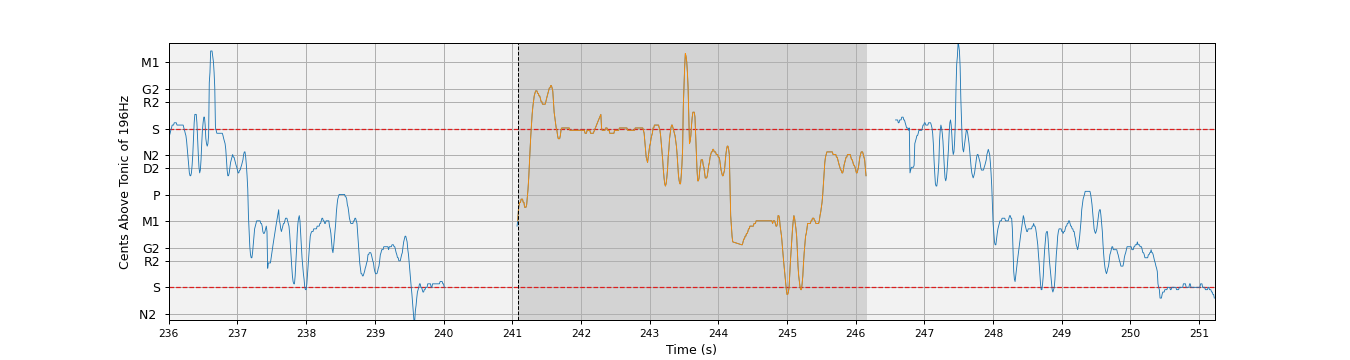 Cents Above Tonic of 196Hz
M1
G2
R2
S
N2
D2
P
M1
G2
R2
S
N2
236 237 238 239 240 241 242 243 244 245 246 247 248 249 250 251
Time (s)